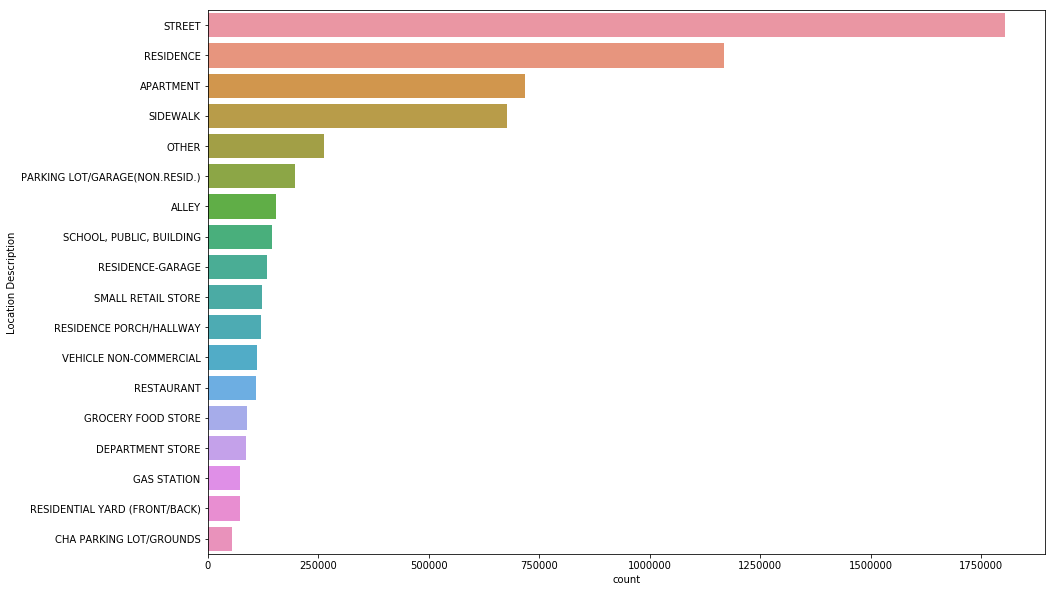 STREET
RESIDENCE
APARTMENT
SIDEWALK
OTHER
PARKING LOT/GARAGE(NON.RESID.)
ALLEY
SCHOOL, PUBLIC, BUILDING
RESIDENCE-GARAGE
SMALL RETAIL STORE
RESIDENCE PORCH/HALLWAY
VEHICLE NON-COMMERCIAL
RESTAURANT
GROCERY FOOD STORE
DEPARTMENT STORE
GAS STATION
RESIDENTIAL YARD (FRONT/BACK)
CHA PARKING LOT/GROUNDS
Location Description
0 250000 500000 750000 1000000 1250000 1500000 1750000
count